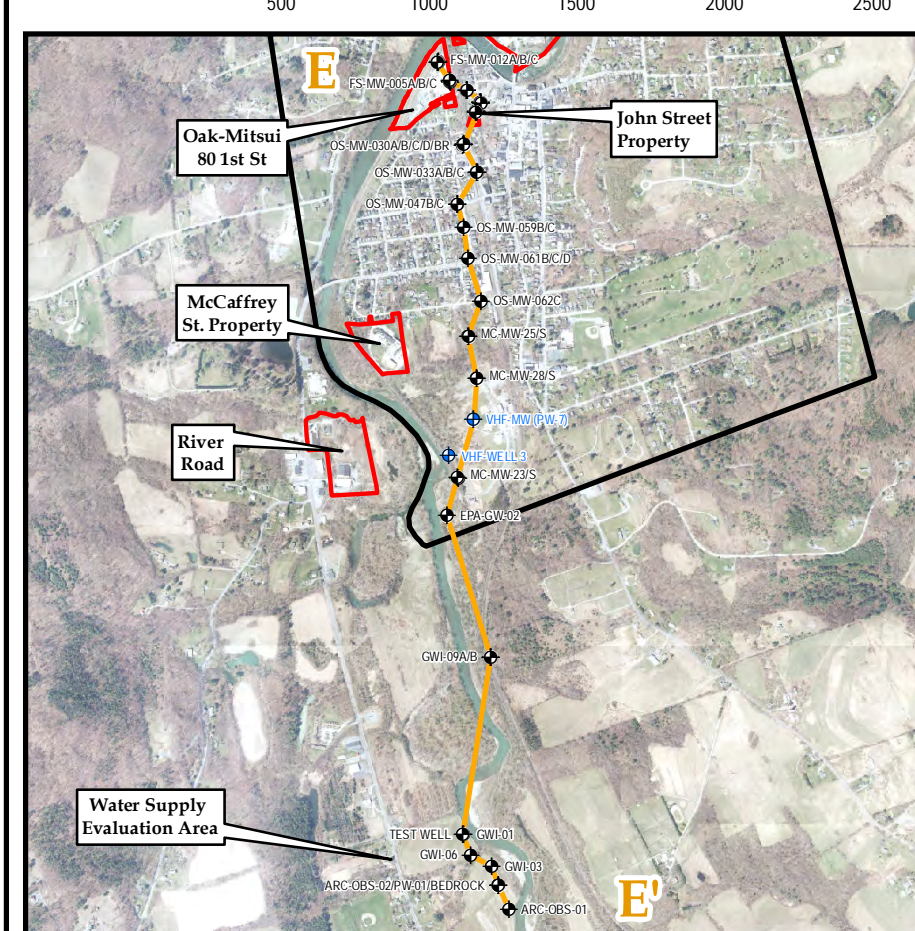 500 1000 1500 2000 2500
E
FS-MW-012A/B/C
FS-MW-005A/B/C
Oak-Mitsui
80 1st St
John Street
Property
OS-MW-030A/B/C/D/BR
OS-MW-033A/B/C
OS-MW-047B/C
OS-MW-059B/C
OS-MW-061B/C/D
OS-MW-062C
McCaffrey
St. Property
MC-MW-25/S
MC-MW-28/S
VHF-MW (PW-7)
River
Road
VHF-WELL 3
MC-MW-23/S
EPA-GW-02
GWI-09A/B
Water Supply
Evaluation Area
TEST WELL GWI-01
GWI-06
GWI-03
ARC-OBS-02/PW-01/BEDROCK
ARC-OBS-01
E'